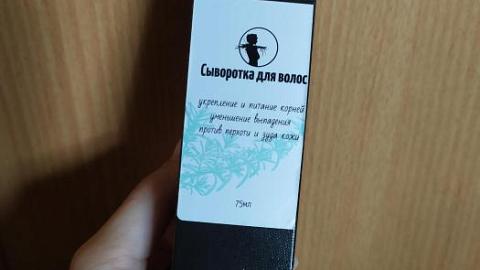 Сыворотка для волос
укрепление и питание корней
уменьшение выпадения
против перхоти и зуда кожи
75мл